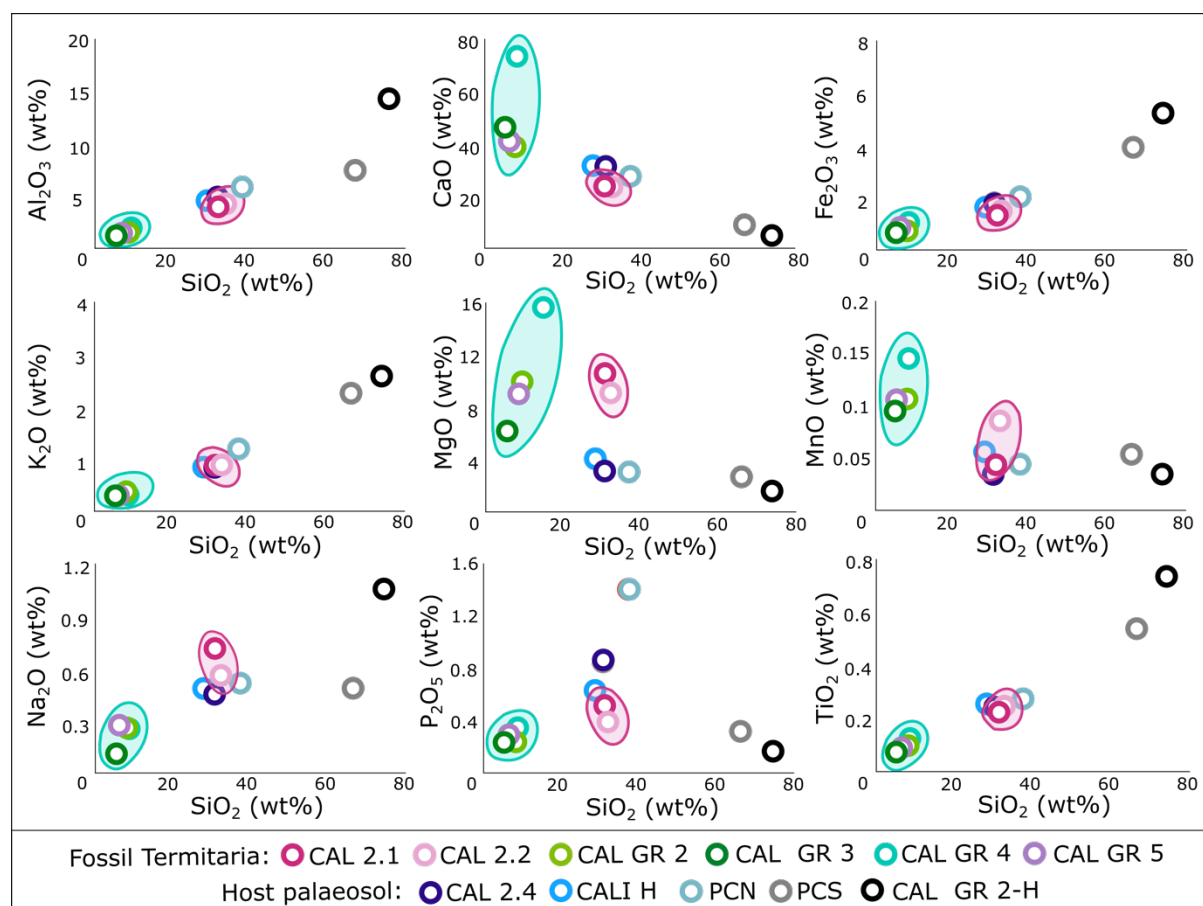 20
15
10
5
0
Al₂O₃ (wt%)
20 40 60 80
SiO₂ (wt%)
80
60
40
20
0
CaO (wt%)
20 40 60 80
SiO₂ (wt%)
8
6
4
2
0
Fe₂O₃ (wt%)
20 40 60 80
SiO₂ (wt%)
4
3
2
1
0
K₂O (wt%)
20 40 60 80
SiO₂ (wt%)
16
12
8
4
0
MgO (wt%)
20 40 60 80
SiO₂ (wt%)
0.2
0.15
0.1
0.05
0
MnO (wt%)
20 40 60 80
SiO₂ (wt%)
1.2
0.9
0.6
0.3
0
Na₂O (wt%)
20 40 60 80
SiO₂ (wt%)
1.6
1.2
0.8
0.4
0
P₂O₅ (wt%)
20 40 60 80
SiO₂ (wt%)
0.8
0.6
0.4
0.2
0
TiO₂ (wt%)
20 40 60 80
SiO₂ (wt%)
Fossil Termitaria: CAL 2.1 CAL 2.2 CAL GR 2 CAL GR 3 CAL GR 4 CAL GR 5
Host palaeosol: CAL 2.4 CALI H PCN PCS CAL GR 2-H